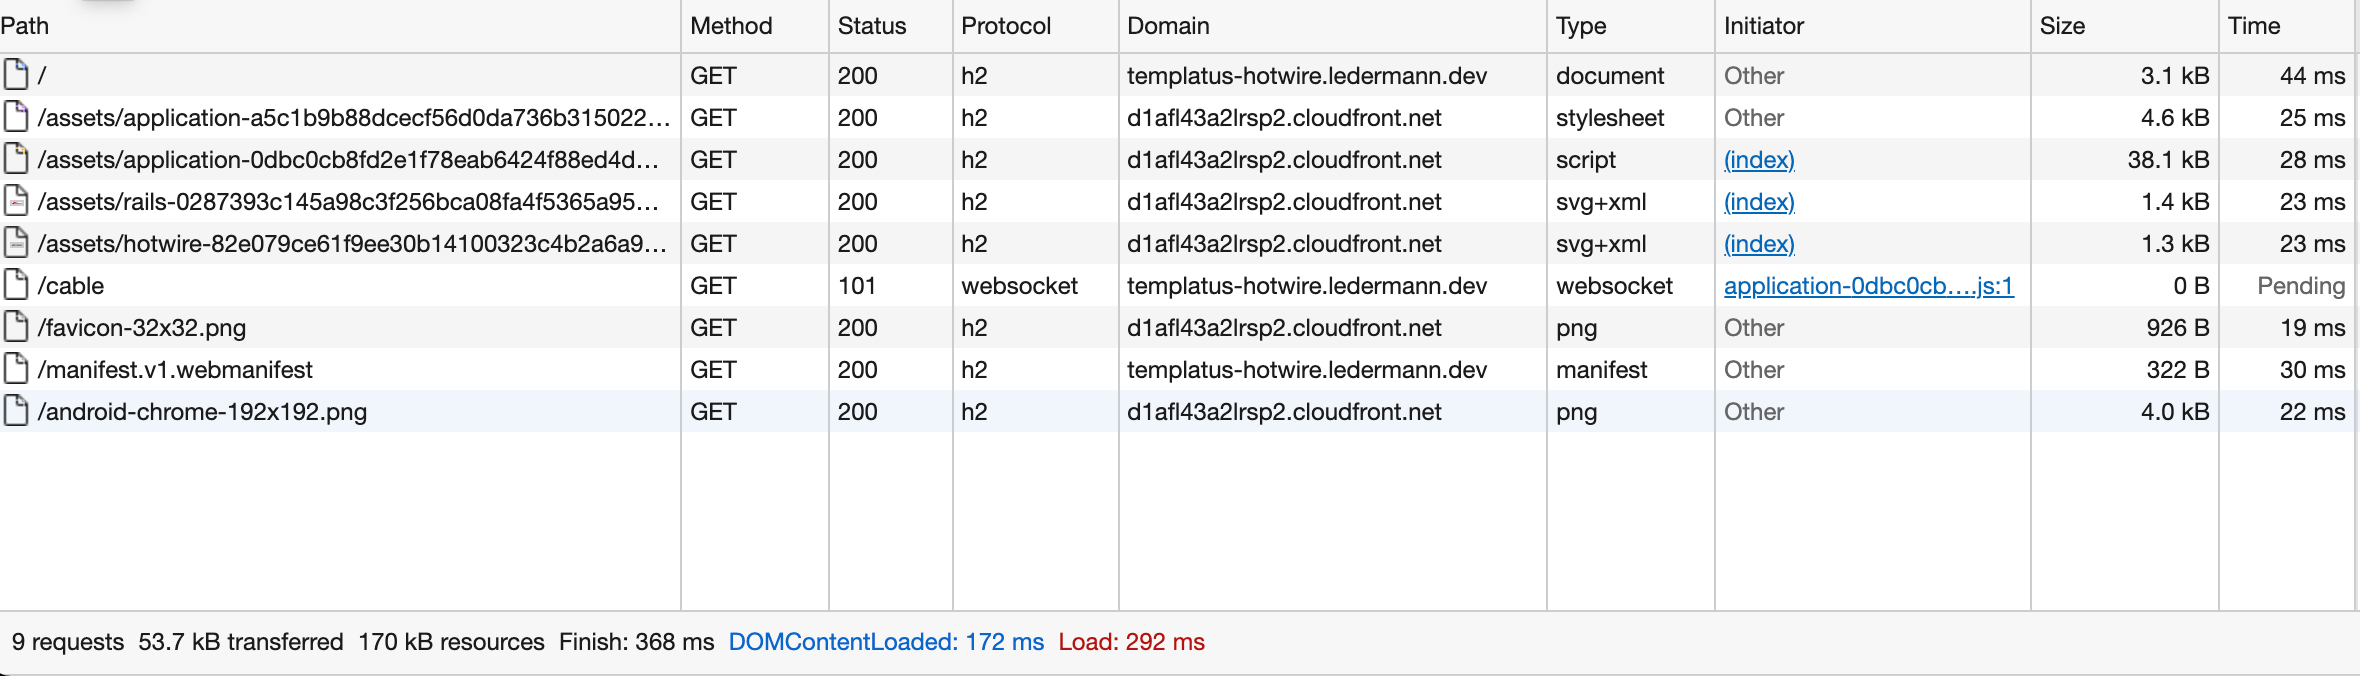 Path Method Status Protocol Domain Type Initiator Size Time
/ GET 200 h2 templatus-hotwire.ledermann.dev document Other 3.1 kB 44 ms
/assets/application-a5c1b9b88dcecf56d0da736b315022… GET 200 h2 d1afl43a2lrsp2.cloudfront.net stylesheet Other 4.6 kB 25 ms
/assets/application-0dbc0cb8fd2e1f78eab6424f88ed4d… GET 200 h2 d1afl43a2lrsp2.cloudfront.net script (index) 38.1 kB 28 ms
/assets/rails-0287393c145a98c3f256bca08fa4f5365a95… GET 200 h2 d1afl43a2lrsp2.cloudfront.net svg+xml (index) 1.4 kB 23 ms
/assets/hotwire-82e079ce61f9ee30b14100323c4b2a6a9… GET 200 h2 d1afl43a2lrsp2.cloudfront.net svg+xml (index) 1.3 kB 23 ms
/cable GET 101 websocket templatus-hotwire.ledermann.dev websocket application-0dbc0cb….js:1 0 B Pending
/favicon-32x32.png GET 200 h2 d1afl43a2lrsp2.cloudfront.net png Other 926 B 19 ms
/manifest.v1.webmanifest GET 200 h2 templatus-hotwire.ledermann.dev manifest Other 322 B 30 ms
/android-chrome-192x192.png GET 200 h2 d1afl43a2lrsp2.cloudfront.net png Other 4.0 kB 22 ms
9 requests 53.7 kB transferred 170 kB resources Finish: 368 ms DOMContentLoaded: 172 ms Load: 292 ms